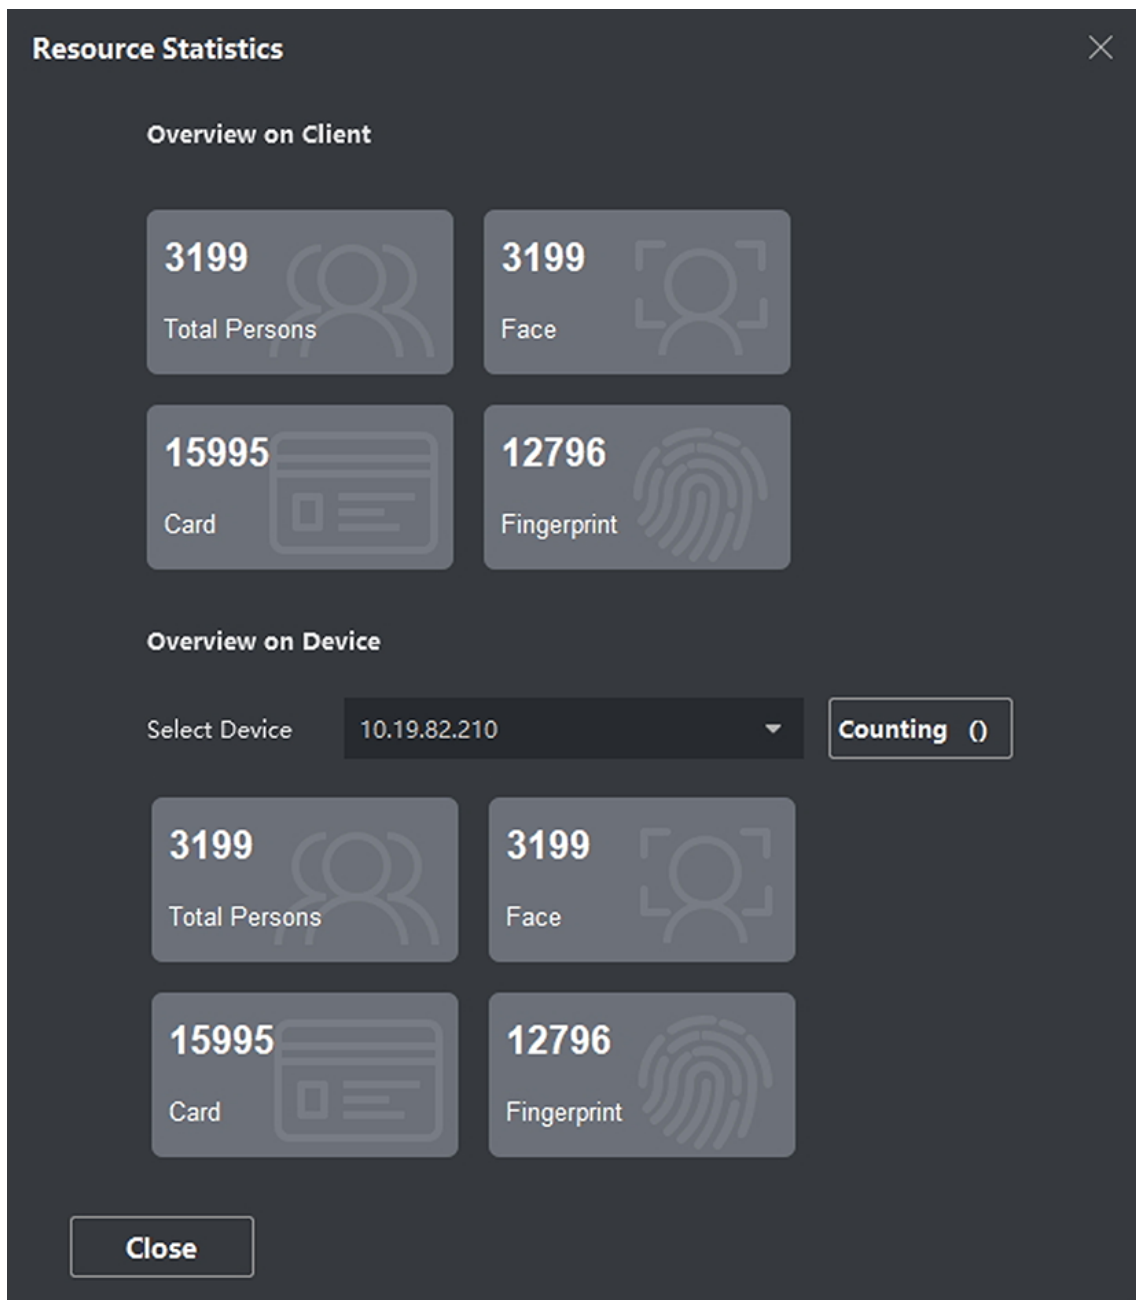 Resource Statistics
Overview on Client
3199
Total Persons
3199
Face
15995
Card
12796
Fingerprint
Overview on Device
Select Device 10.19.82.210 Counting ()
3199
Total Persons
3199
Face
15995
Card
12796
Fingerprint
Close